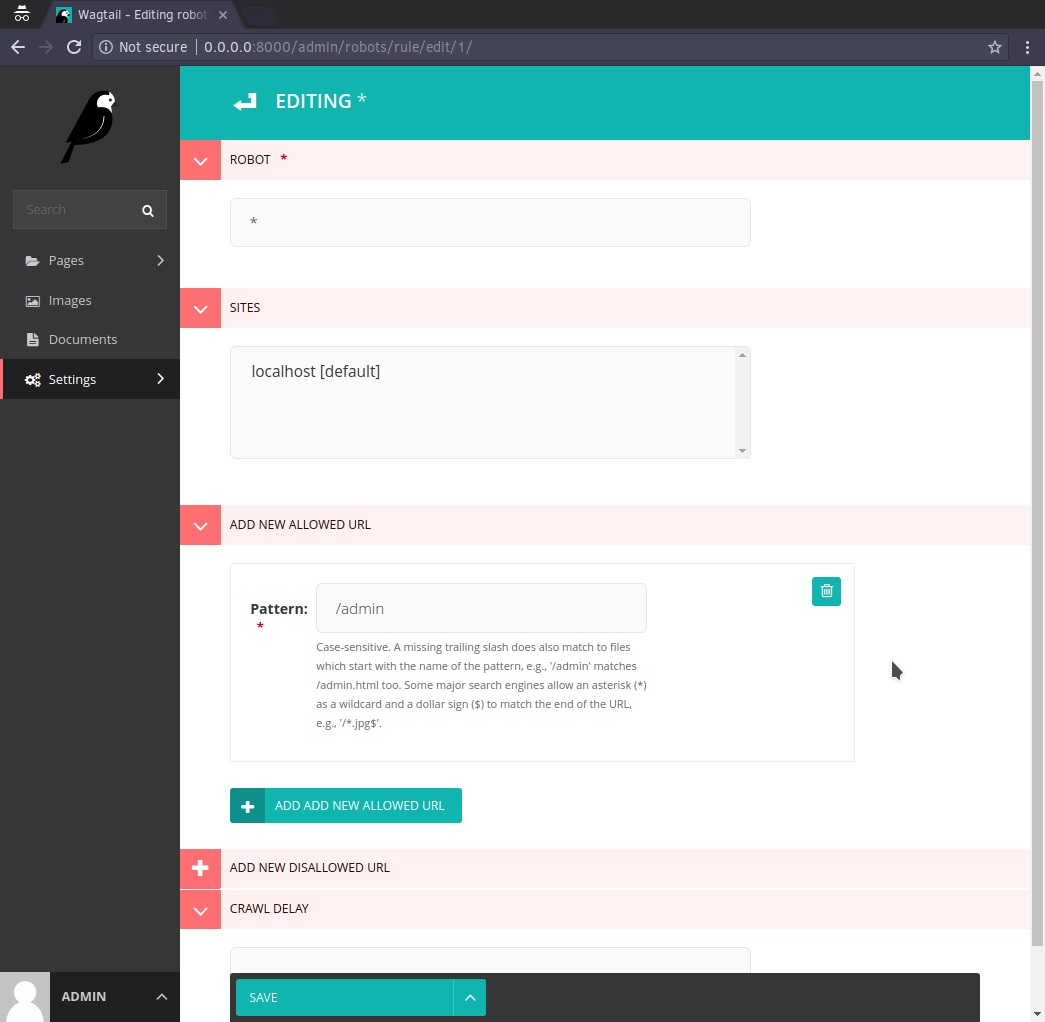 Wagtail - Editing robot
Not secure | 0.0.0.0:8000/admin/robots/rule/edit/1/
EDITING *
ROBOT *
*
Search
Pages
Images
Documents
Settings
SITES
localhost [default]
ADD NEW ALLOWED URL
Pattern: *
/admin
Case-sensitive. A missing trailing slash does also match to files
which start with the name of the pattern, e.g., '/admin' matches
/admin.html too. Some major search engines allow an asterisk (*)
as a wildcard and a dollar sign ($) to match the end of the URL,
e.g., '/*.jpg$'.
ADD ADD NEW ALLOWED URL
ADD NEW DISALLOWED URL
CRAWL DELAY
ADMIN
SAVE